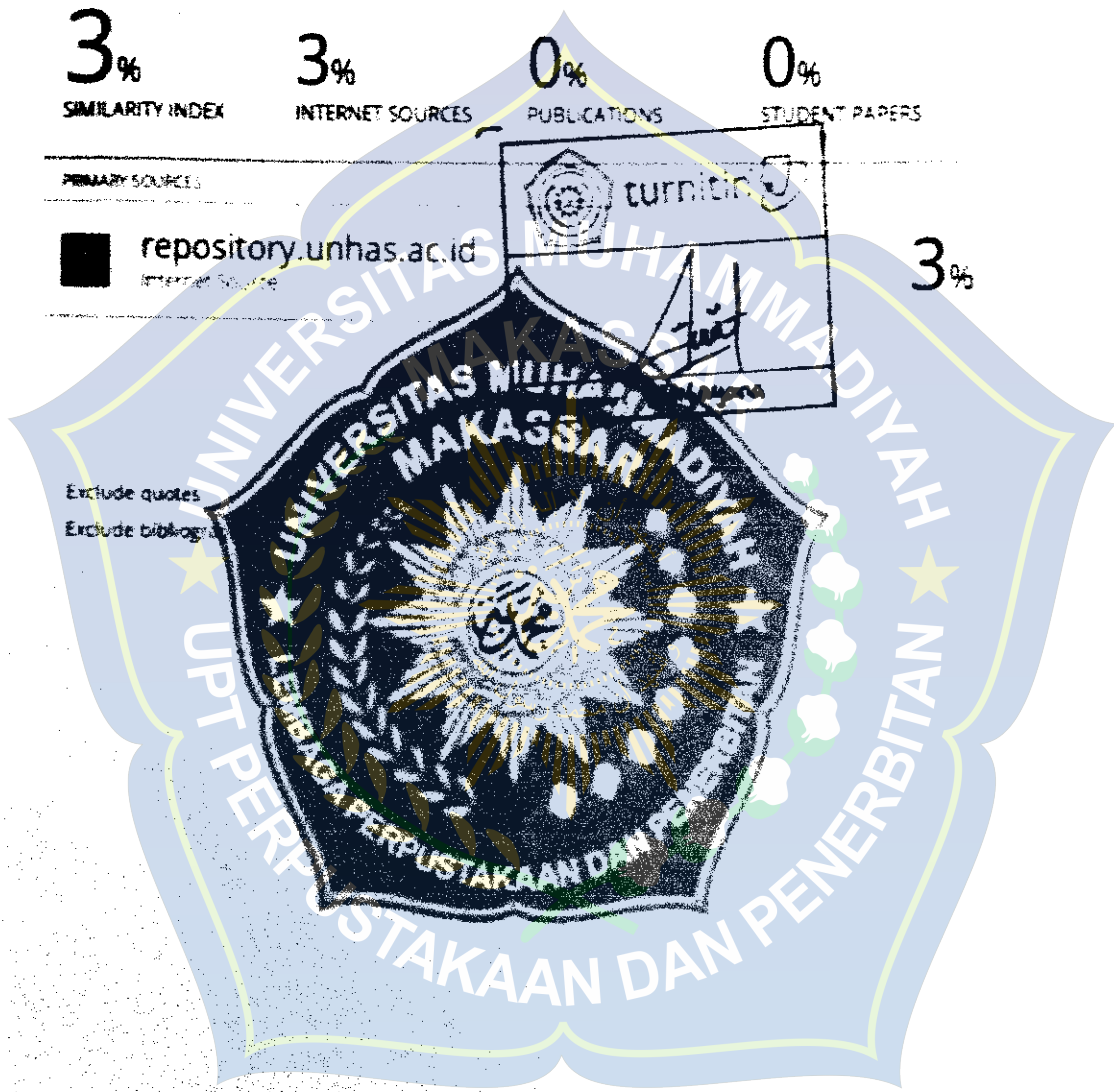 3% 3% 0% 0%
SIMILARITY INDEX INTERNET SOURCES PUBLICATIONS STUDENT PAPERS
PRIMARY SOURCES
turnitin
repository.unhas.ac.id 3%
Internet Source
Exclude quotes
Exclude
UNIVERSITAS MUHAMMADIYAH
MAKASSAR
LEMBAGA PERPUSTAKAAN DAN PENERBITAN
UNIVERSITAS MUHAMMADIYAH
MAKASSAR
UPT PERPUSTAKAAN DAN PENERBITAN